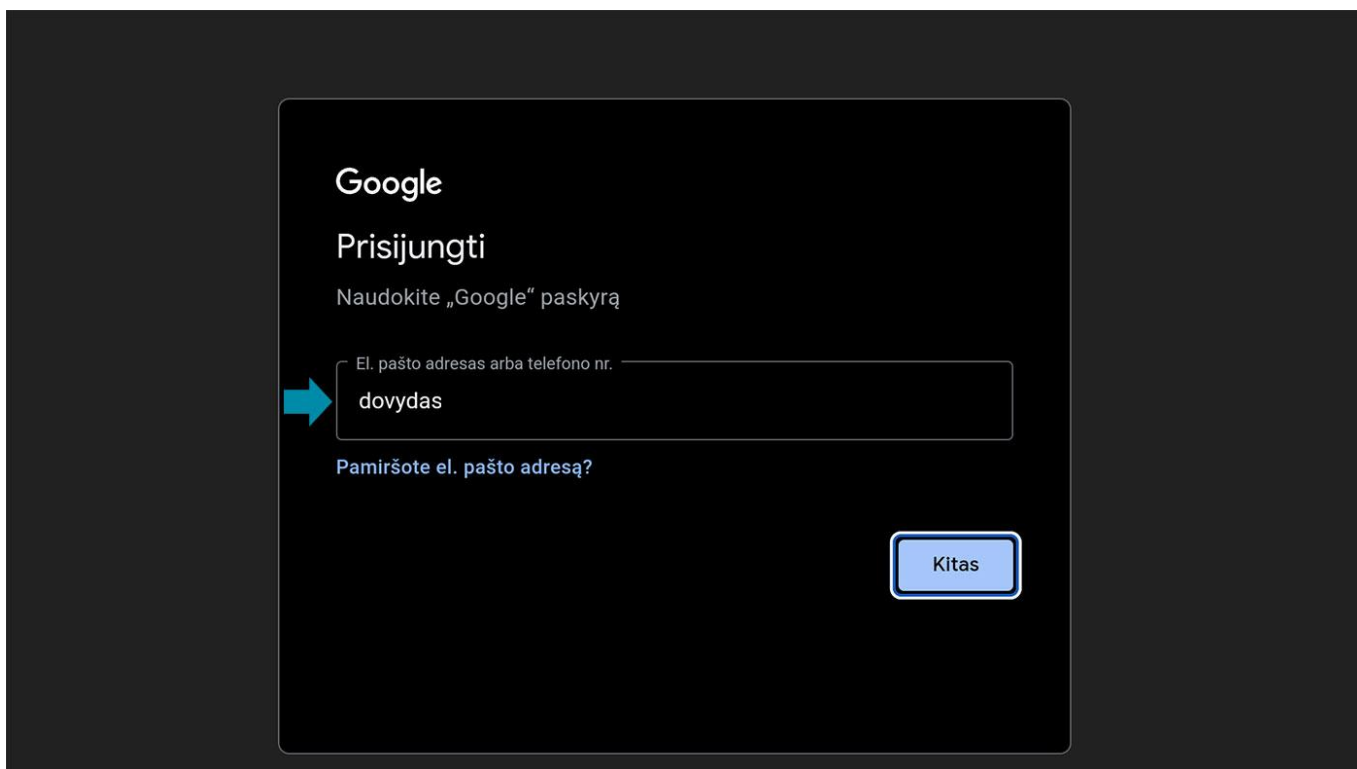 Google
Prisijungti
Naudokite „Google“ paskyrą
El. pašto adresas arba telefono nr.
dovydas
Pamiršote el. pašto adresą?
Kitas